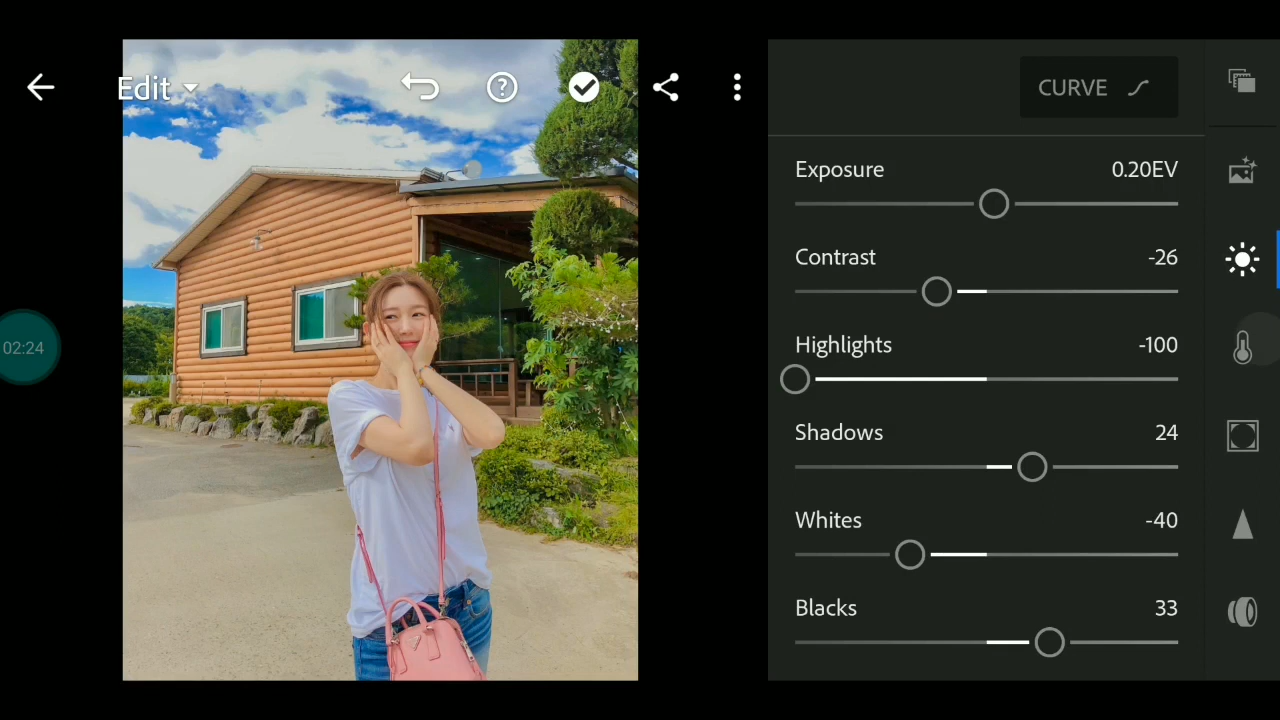 Edit
CURVE
Exposure 0.20EV
Contrast -26
Highlights -100
02:24
Shadows 24
Whites -40
Blacks 33